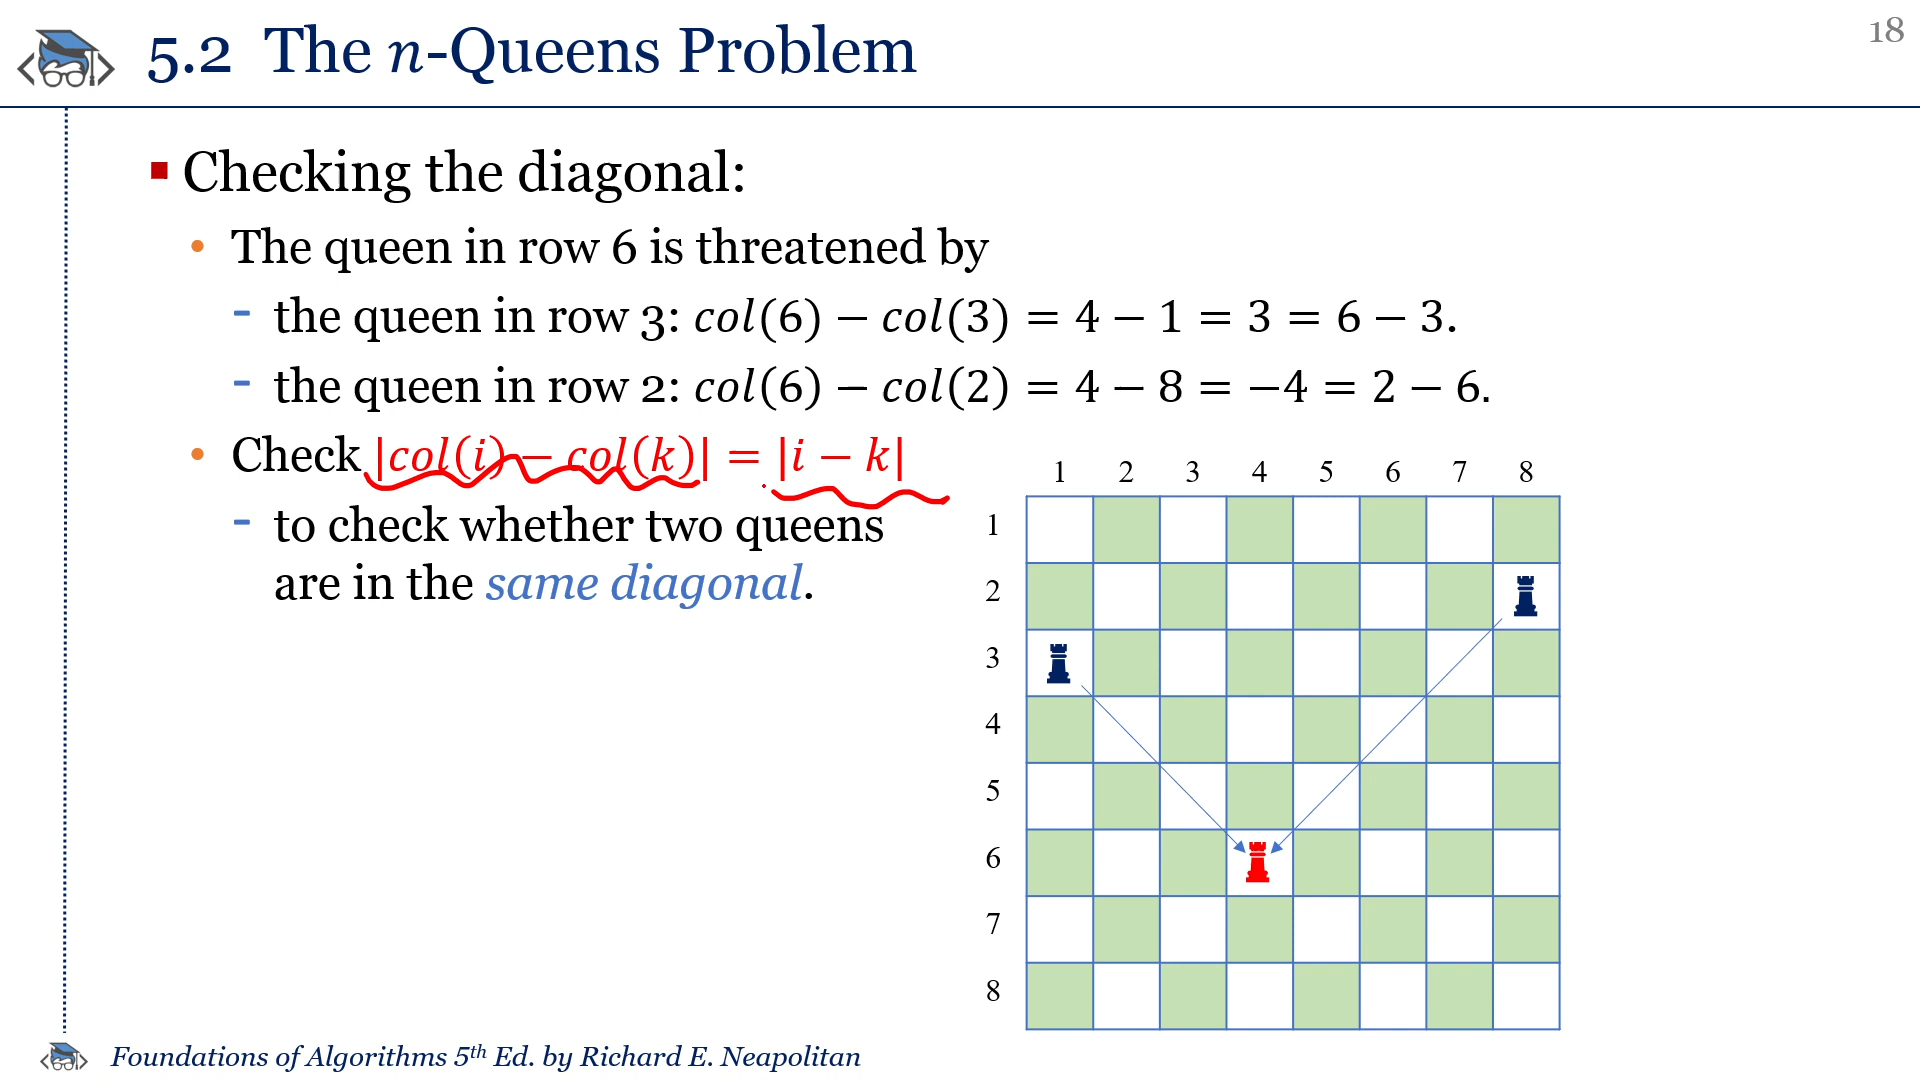 18
5.2 The n-Queens Problem
Checking the diagonal:
• The queen in row 6 is threatened by
- the queen in row 3: col(6) − col(3) = 4 − 1 = 3 = 6 − 3.
- the queen in row 2: col(6) − col(2) = 4 − 8 = −4 = 2 − 6.
• Check |col(i) − col(k)| = |i − k|
- to check whether two queens
are in the same diagonal.
1 2 3 4 5 6 7 8
1
2
3
4
5
6
7
8
Foundations of Algorithms 5th Ed. by Richard E. Neapolitan